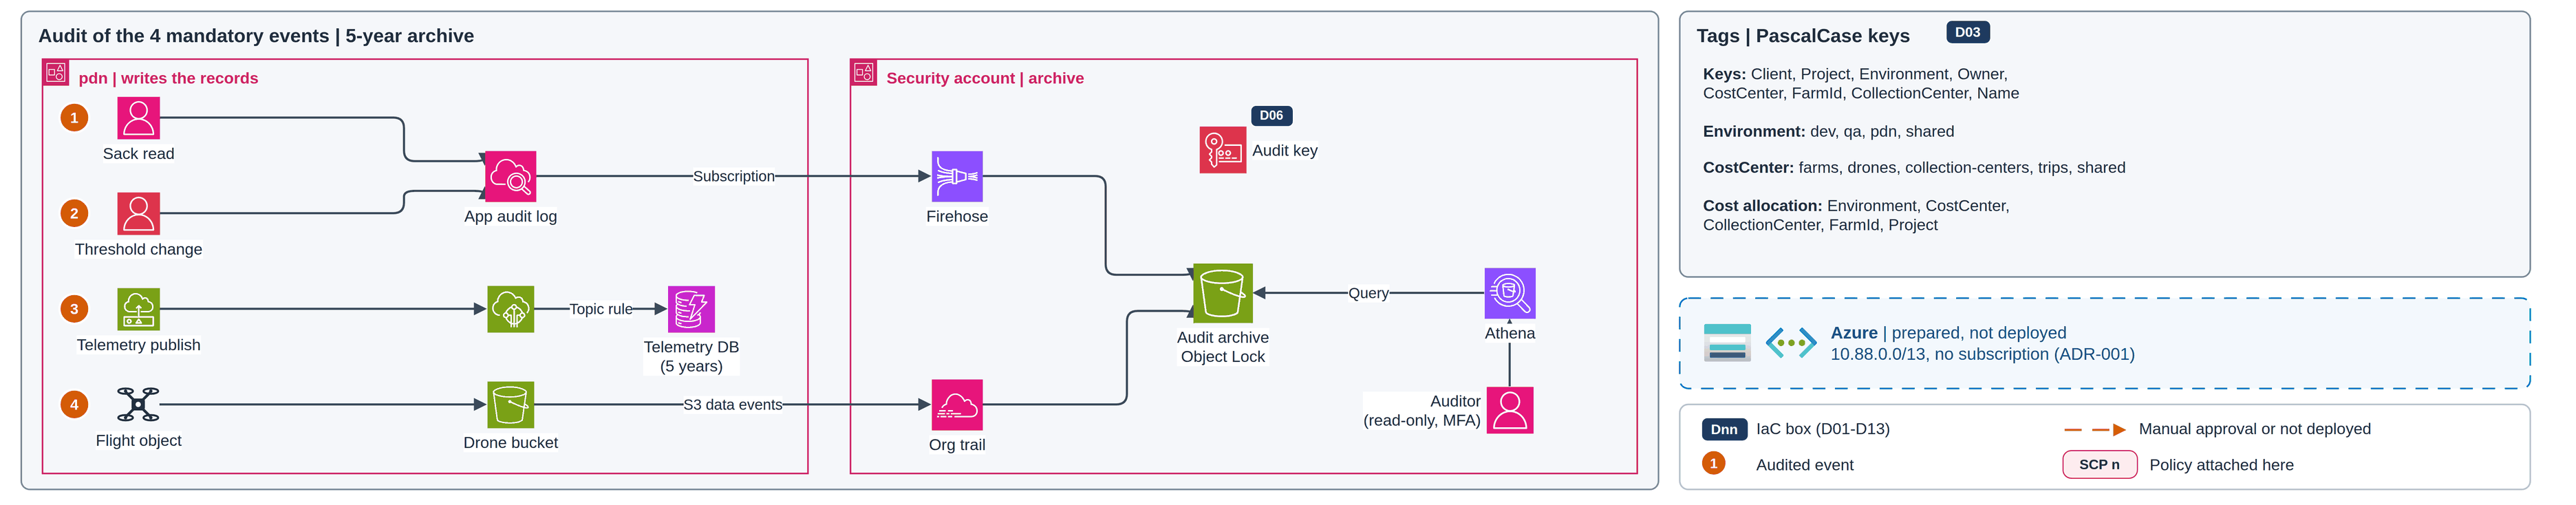 Audit of the 4 mandatory events | 5-year archive
pdn | writes the records
1
Sack read
2
Threshold change
App audit log
Subscription
3
Telemetry publish
Topic rule
Telemetry DB
(5 years)
4
Flight object
Drone bucket
S3 data events
Security account | archive
D06
Audit key
Firehose
Audit archive
Object Lock
Query
Athena
Auditor
(read-only, MFA)
Org trail
Tags | PascalCase keys
D03
Keys: Client, Project, Environment, Owner,
CostCenter, FarmId, CollectionCenter, Name
Environment: dev, qa, pdn, shared
CostCenter: farms, drones, collection-centers, trips, shared
Cost allocation: Environment, CostCenter,
CollectionCenter, FarmId, Project
Azure | prepared, not deployed
10.88.0.0/13, no subscription (ADR-001)
Dnn IaC box (D01-D13)
Manual approval or not deployed
1 Audited event
SCP n Policy attached here